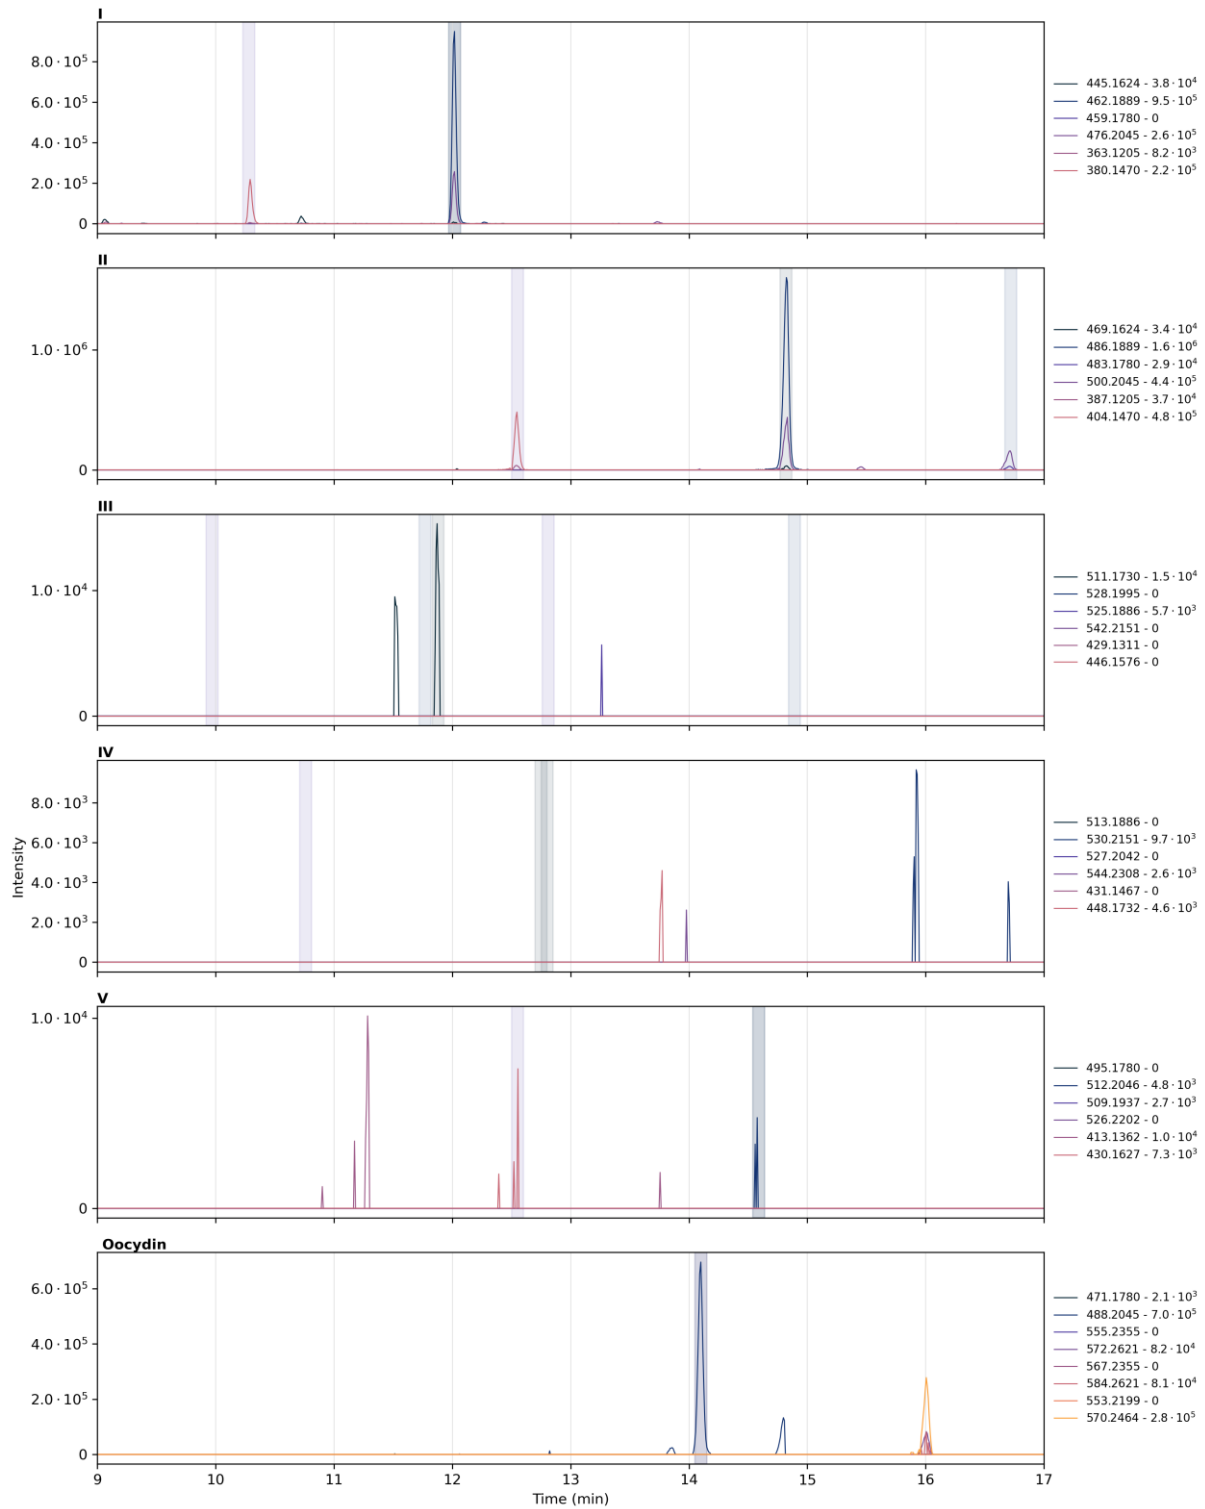 I
8.0 · 10⁵
6.0 · 10⁵
4.0 · 10⁵
2.0 · 10⁵
0
445.1624 - 3.8 · 10⁴
462.1889 - 9.5 · 10⁵
459.1780 - 0
476.2045 - 2.6 · 10⁵
363.1205 - 8.2 · 10³
380.1470 - 2.2 · 10⁵
9 10 11 12 13 14 15 16 17
II
1.0 · 10⁶
0
469.1624 - 3.4 · 10⁴
486.1889 - 1.6 · 10⁶
483.1780 - 2.9 · 10⁴
500.2045 - 4.4 · 10⁵
387.1205 - 3.7 · 10⁴
404.1470 - 4.8 · 10⁵
III
1.0 · 10⁴
0
511.1730 - 1.5 · 10⁴
528.1995 - 0
525.1886 - 5.7 · 10³
542.2151 - 0
429.1311 - 0
446.1576 - 0
IV
8.0 · 10³
6.0 · 10³
4.0 · 10³
2.0 · 10³
0
Intensity
513.1886 - 0
530.2151 - 9.7 · 10³
527.2042 - 0
544.2308 - 2.6 · 10³
431.1467 - 0
448.1732 - 4.6 · 10³
V
1.0 · 10⁴
0
495.1780 - 0
512.2046 - 4.8 · 10³
509.1937 - 2.7 · 10³
526.2202 - 0
413.1362 - 1.0 · 10⁴
430.1627 - 7.3 · 10³
Oocydin
6.0 · 10⁵
4.0 · 10⁵
2.0 · 10⁵
0
471.1780 - 2.1 · 10³
488.2045 - 7.0 · 10⁵
555.2355 - 0
572.2621 - 8.2 · 10⁴
567.2355 - 0
584.2621 - 8.1 · 10⁴
553.2199 - 0
570.2464 - 2.8 · 10⁵
9 10 11 12 13 14 15 16 17
Time (min)